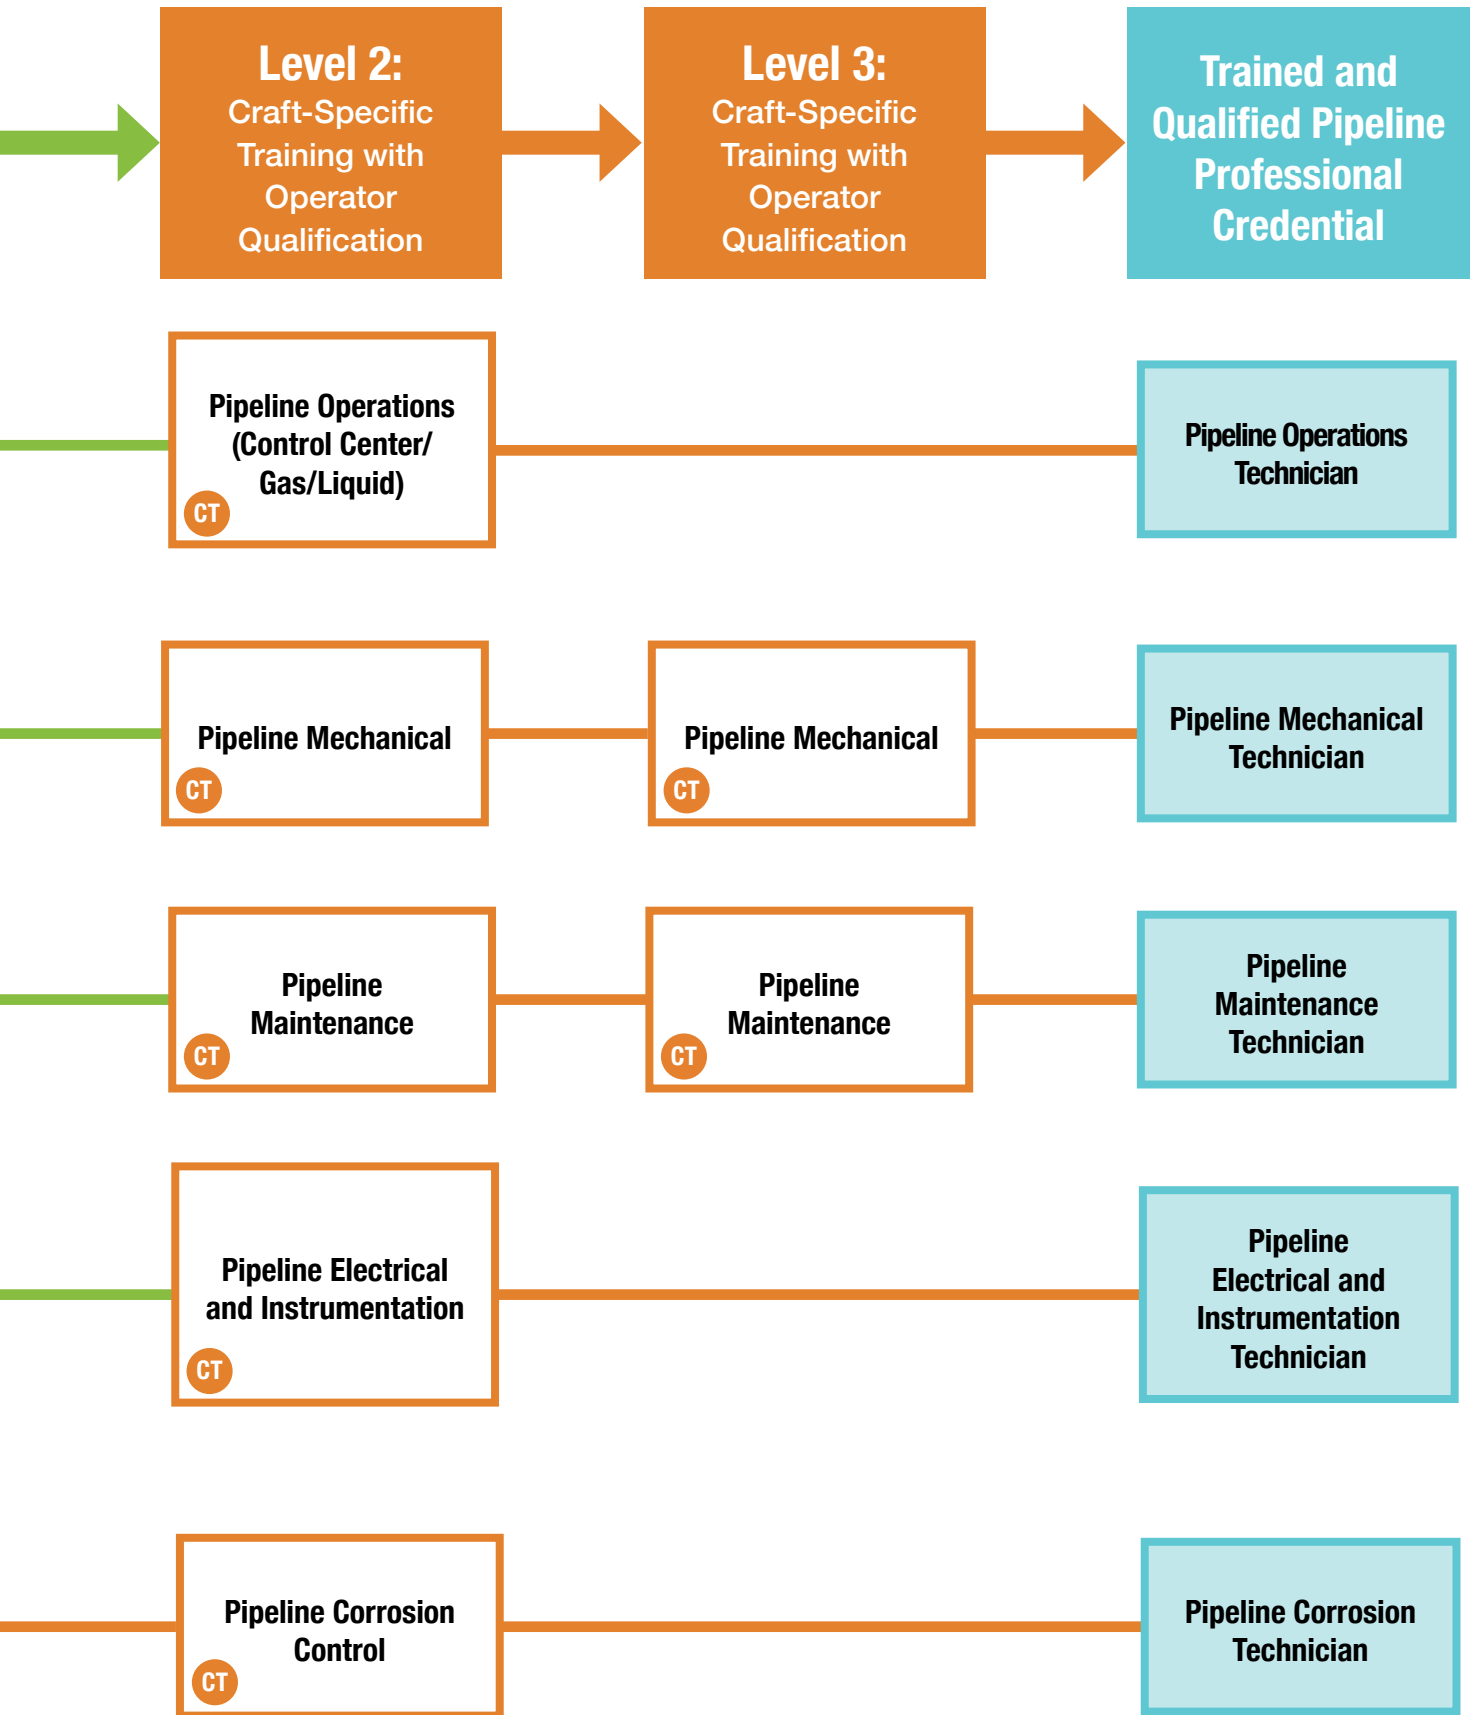 Level 2:
Craft-Specific
Training with
Operator
Qualification
Level 3:
Craft-Specific
Training with
Operator
Qualification
Trained and
Qualified Pipeline
Professional
Credential
Pipeline Operations
(Control Center/
Gas/Liquid)
CT
Pipeline Operations
Technician
Pipeline Mechanical
CT
Pipeline Mechanical
CT
Pipeline Mechanical
Technician
Pipeline
Maintenance
CT
Pipeline
Maintenance
CT
Pipeline
Maintenance
Technician
Pipeline Electrical
and Instrumentation
CT
Pipeline
Electrical and
Instrumentation
Technician
Pipeline Corrosion
Control
CT
Pipeline Corrosion
Technician